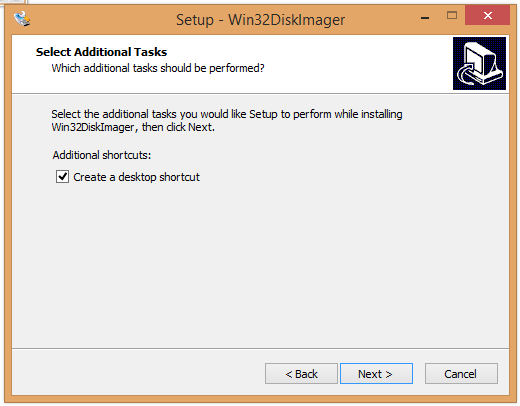 Setup - Win32DiskImager
Select Additional Tasks
Which additional tasks should be performed?
Select the additional tasks you would like Setup to perform while installing
Win32DiskImager, then click Next.
Additional shortcuts:
Create a desktop shortcut
< Back
Next >
Cancel